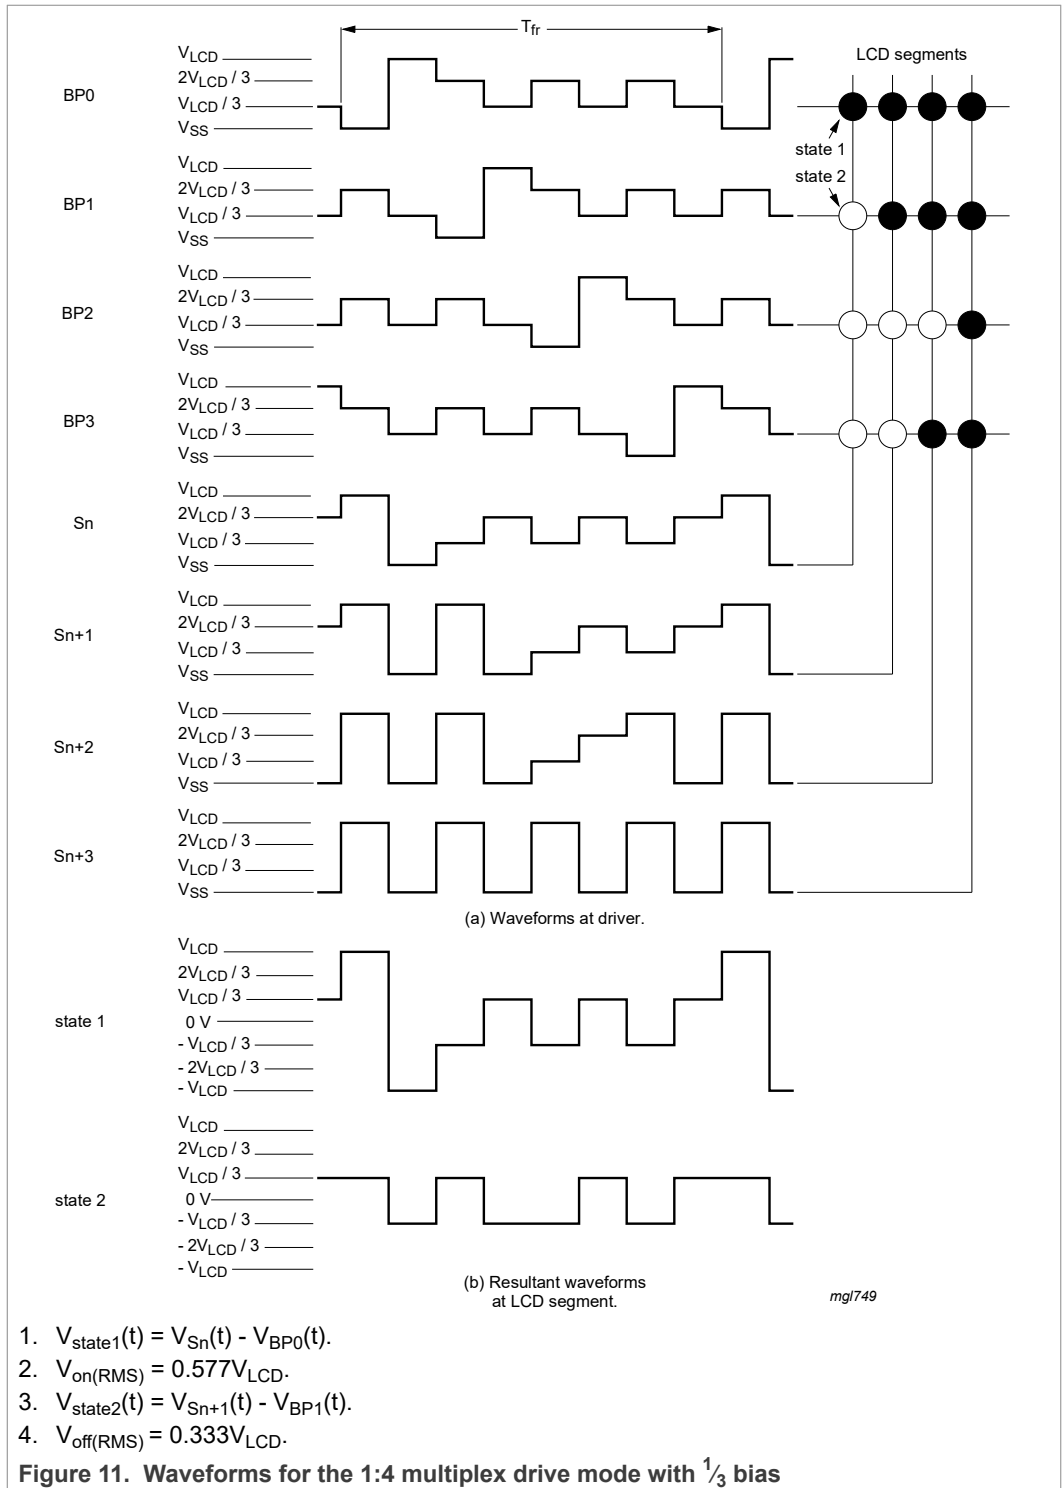 T_fr
LCD segments
BP0
V_LCD
2V_LCD / 3
V_LCD / 3
V_SS
state 1
state 2
BP1
V_LCD
2V_LCD / 3
V_LCD / 3
V_SS
BP2
V_LCD
2V_LCD / 3
V_LCD / 3
V_SS
BP3
V_LCD
2V_LCD / 3
V_LCD / 3
V_SS
Sn
V_LCD
2V_LCD / 3
V_LCD / 3
V_SS
Sn+1
V_LCD
2V_LCD / 3
V_LCD / 3
V_SS
Sn+2
V_LCD
2V_LCD / 3
V_LCD / 3
V_SS
Sn+3
V_LCD
2V_LCD / 3
V_LCD / 3
V_SS
(a) Waveforms at driver.
state 1
V_LCD
2V_LCD / 3
V_LCD / 3
0 V
- V_LCD / 3
- 2V_LCD / 3
- V_LCD
state 2
V_LCD
2V_LCD / 3
V_LCD / 3
0 V
- V_LCD / 3
- 2V_LCD / 3
- V_LCD
(b) Resultant waveforms
at LCD segment.
mgl749
1. V_state1(t) = V_Sn(t) - V_BP0(t).
2. V_on(RMS) = 0.577V_LCD.
3. V_state2(t) = V_Sn+1(t) - V_BP1(t).
4. V_off(RMS) = 0.333V_LCD.
Figure 11. Waveforms for the 1:4 multiplex drive mode with 1/3 bias